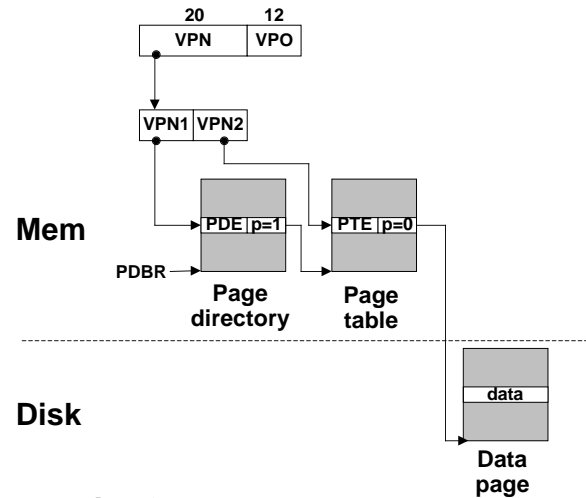 20 12
VPN VPO
VPN1 VPN2
Mem
PDE p=1 PTE p=0
PDBR
Page directory
Page table
Disk
data
Data page